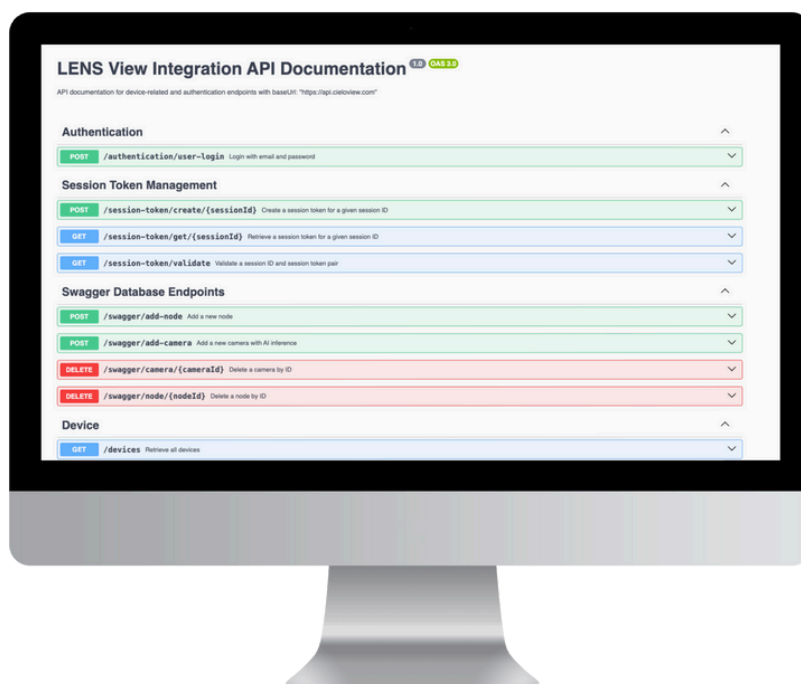 LENS View Integration API Documentation 1.0 OAS 3.0
API documentation for device-related and authentication endpoints with baseUrl: "https://api.cieloview.com"
Authentication
POST /authentication/user-login Login with email and password
Session Token Management
POST /session-token/create/{sessionId} Create a session token for a given session ID
GET /session-token/get/{sessionId} Retrieve a session token for a given session ID
GET /session-token/validate Validate a session ID and session token pair
Swagger Database Endpoints
POST /swagger/add-node Add a new node
POST /swagger/add-camera Add a new camera with AI inference
DELETE /swagger/camera/{cameraId} Delete a camera by ID
DELETE /swagger/node/{nodeId} Delete a node by ID
Device
GET /devices Retrieve all devices